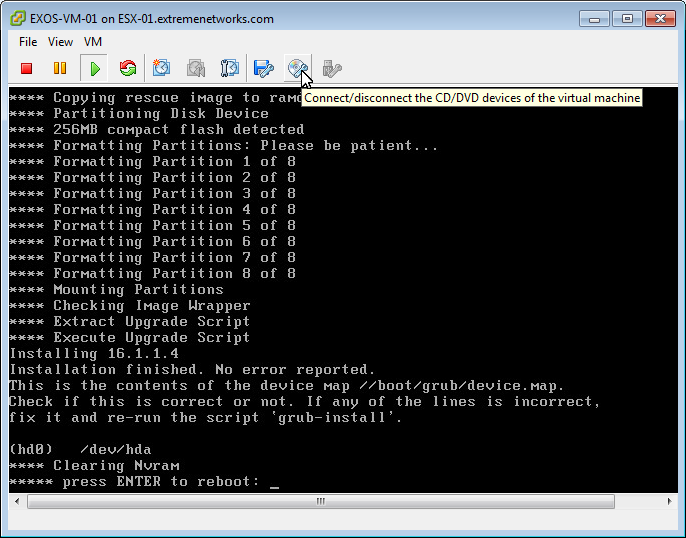 EXOS-VM-01 on ESX-01.extremenetworks.com
File View VM
**** Copying rescue image to ram
Connect/disconnect the CD/DVD devices of the virtual machine
**** Partitioning Disk Device
**** 256MB compact flash detected
**** Formatting Partitions: Please be patient...
**** Formatting Partition 1 of 8
**** Formatting Partition 2 of 8
**** Formatting Partition 3 of 8
**** Formatting Partition 4 of 8
**** Formatting Partition 5 of 8
**** Formatting Partition 6 of 8
**** Formatting Partition 7 of 8
**** Formatting Partition 8 of 8
**** Mounting Partitions
**** Checking Image Wrapper
**** Extract Upgrade Script
**** Execute Upgrade Script
Installing 16.1.1.4
Installation finished. No error reported.
This is the contents of the device map //boot/grub/device.map.
Check if this is correct or not. If any of the lines is incorrect,
fix it and re-run the script `grub-install'.
(hd0) /dev/hda
**** Clearing Nvram
***** press ENTER to reboot: _